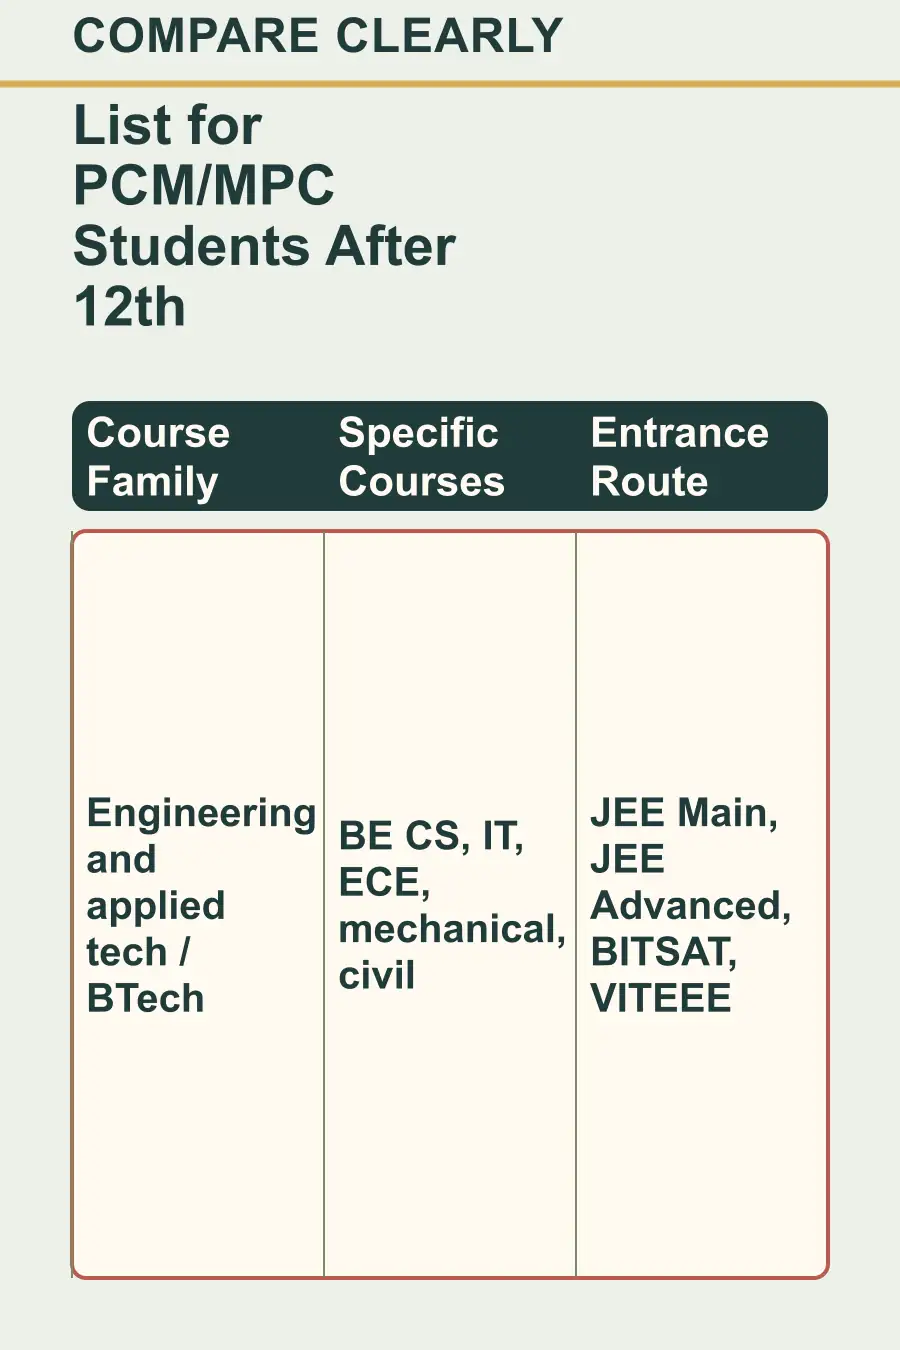 COMPARE CLEARLY
List for
PCM/MPC
Students After
12th
Course
Family
Specific
Courses
Entrance
Route
Engineering
and
applied
tech /
BTech
BE CS, IT,
ECE,
mechanical,
civil
JEE Main,
JEE
Advanced,
BITSAT,
VITEEE